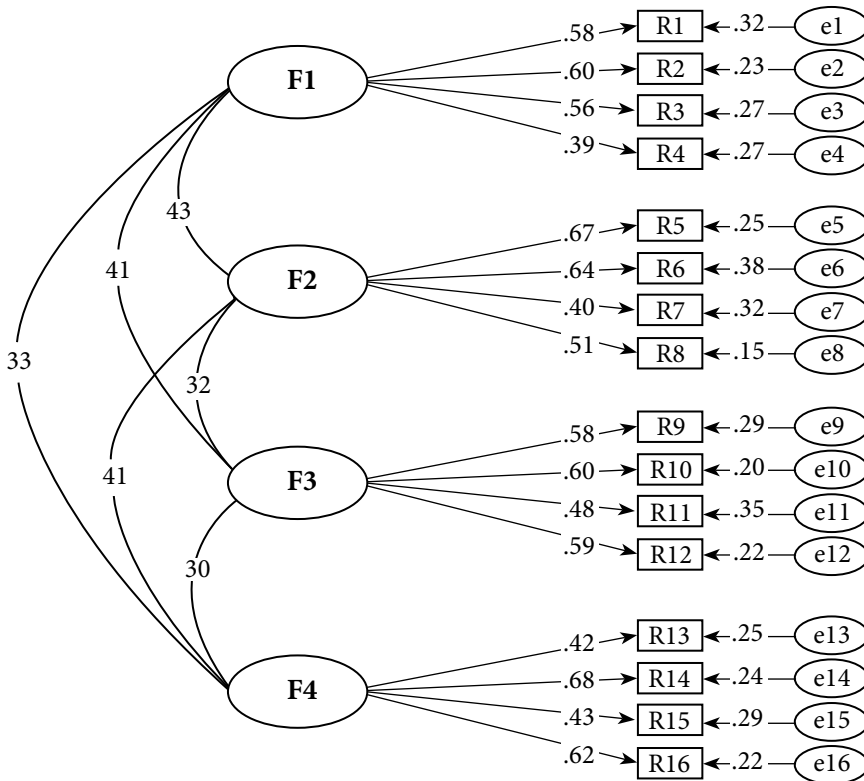 F1
.58 R1 .32 e1
.60 R2 .23 e2
.56 R3 .27 e3
.39 R4 .27 e4
43
41
33
F2
.67 R5 .25 e5
.64 R6 .38 e6
.40 R7 .32 e7
.51 R8 .15 e8
32
41
F3
.58 R9 .29 e9
.60 R10 .20 e10
.48 R11 .35 e11
.59 R12 .22 e12
30
F4
.42 R13 .25 e13
.68 R14 .24 e14
.43 R15 .29 e15
.62 R16 .22 e16